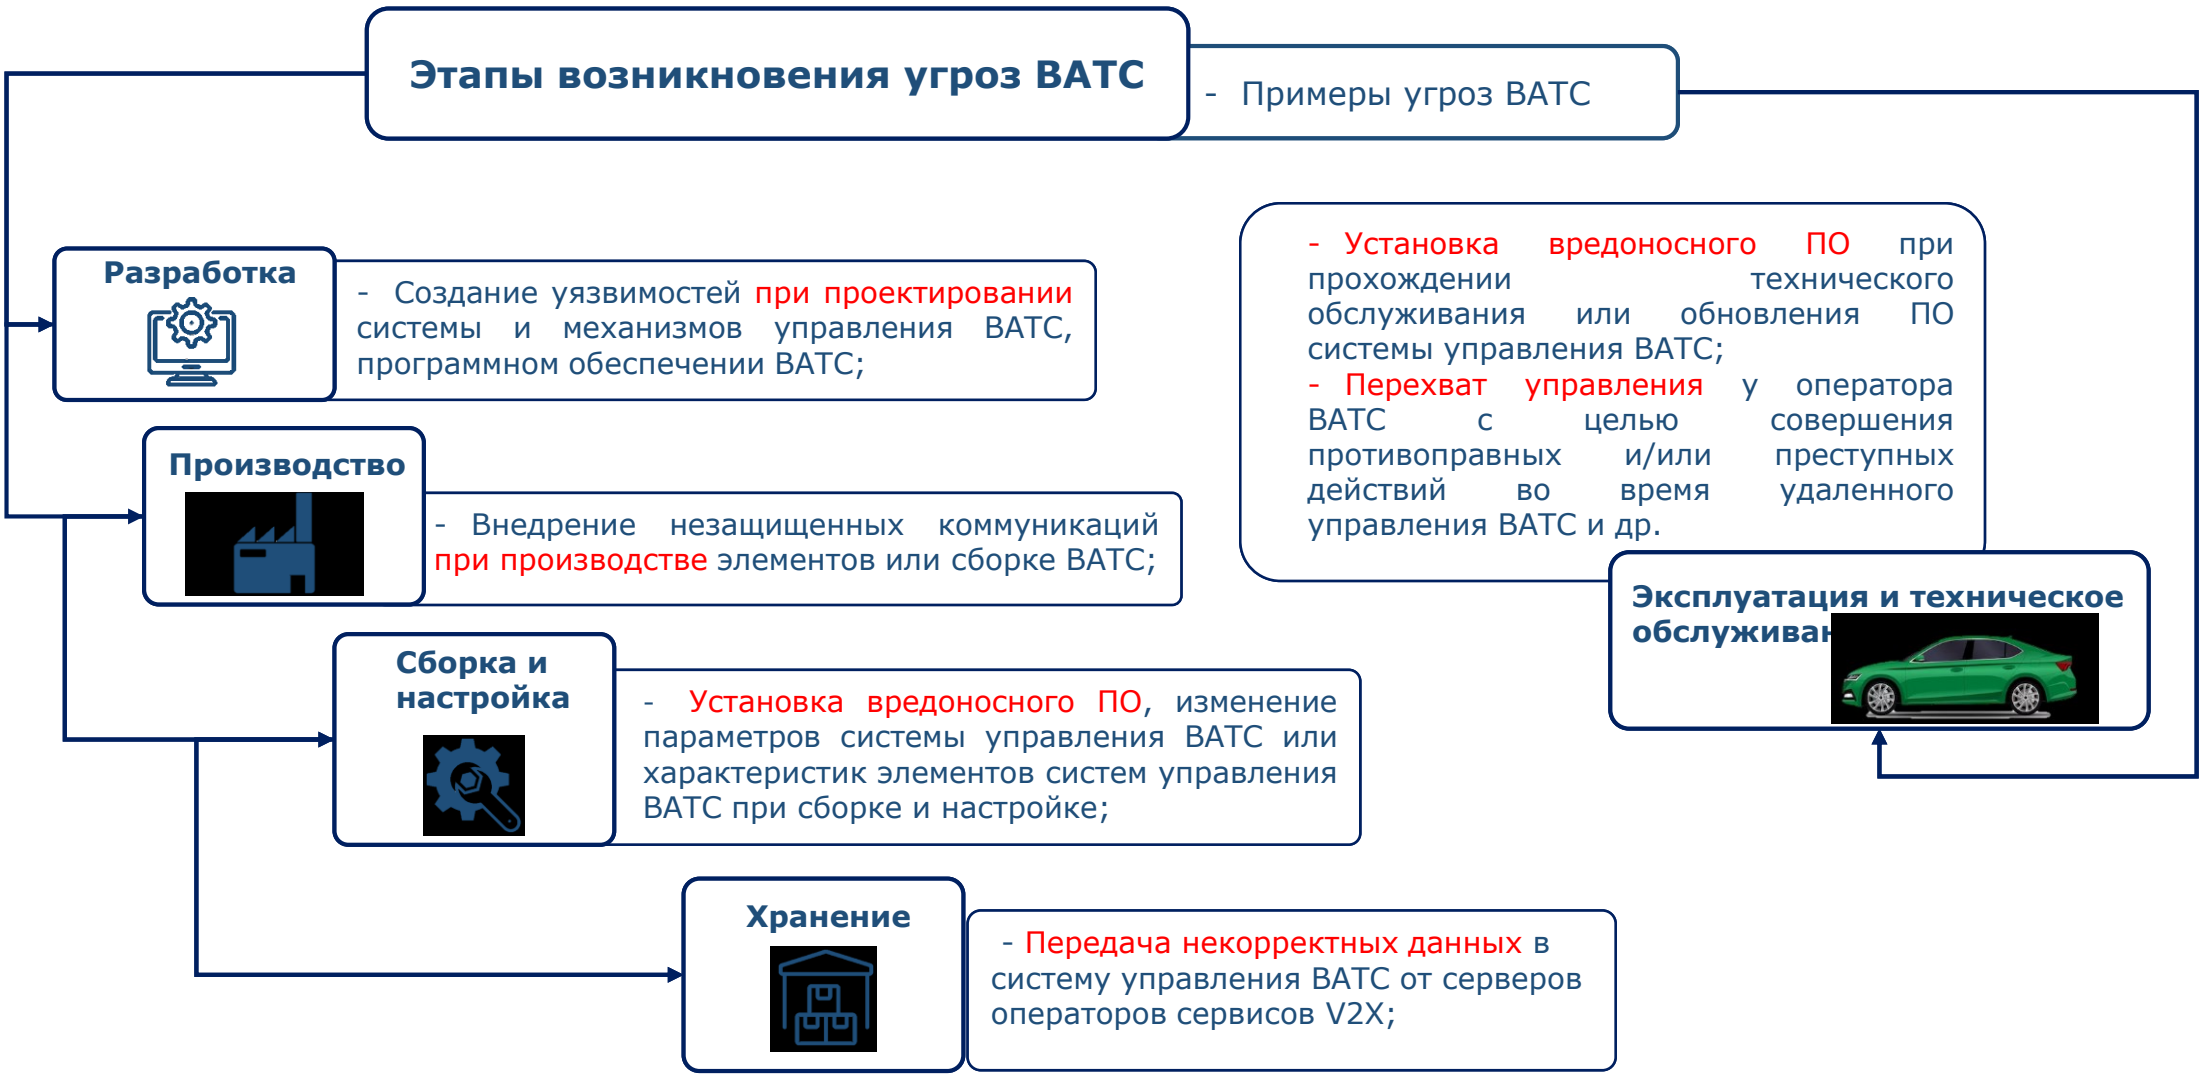 Этапы возникновения угроз ВАТС
- Примеры угроз ВАТС
Разработка
- Создание уязвимостей при проектировании
системы и механизмов управления ВАТС,
программном обеспечении ВАТС;
Производство
- Внедрение незащищенных коммуникаций
при производстве элементов или сборке ВАТС;
Сборка и
настройка
- Установка вредоносного ПО, изменение
параметров системы управления ВАТС или
характеристик элементов систем управления
ВАТС при сборке и настройке;
Хранение
- Передача некорректных данных в
систему управления ВАТС от серверов
операторов сервисов V2X;
- Установка вредоносного ПО при
прохождении технического
обслуживания или обновления ПО
системы управления ВАТС;
- Перехват управления у оператора
ВАТС с целью совершения
противоправных и/или преступных
действий во время удаленного
управления ВАТС и др.
Эксплуатация и техническое